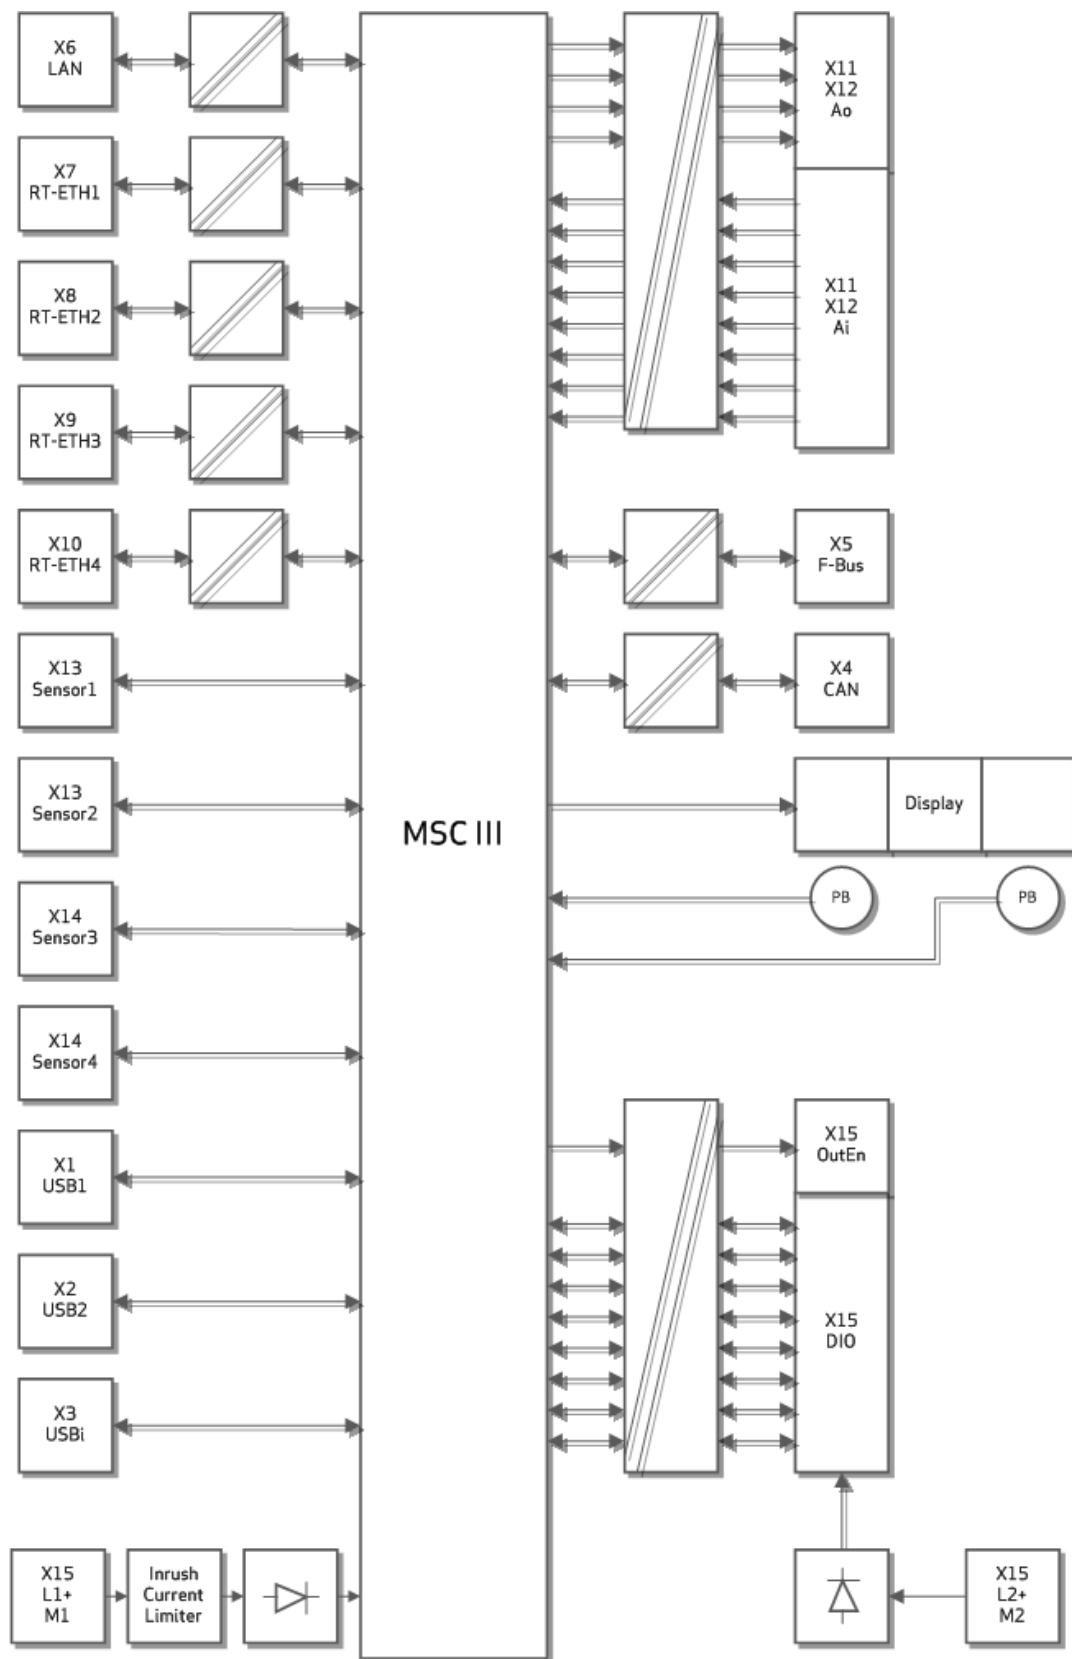 X6
LAN
X7
RT-ETH1
X8
RT-ETH2
X9
RT-ETH3
X10
RT-ETH4
X13
Sensor1
X13
Sensor2
X14
Sensor3
X14
Sensor4
X1
USB1
X2
USB2
X3
USBi
X15
L1+
M1
Inrush
Current
Limiter
MSC III
X11
X12
Ao
X11
X12
Ai
X5
F-Bus
X4
CAN
Display
PB
PB
X15
OutEn
X15
DIO
X15
L2+
M2